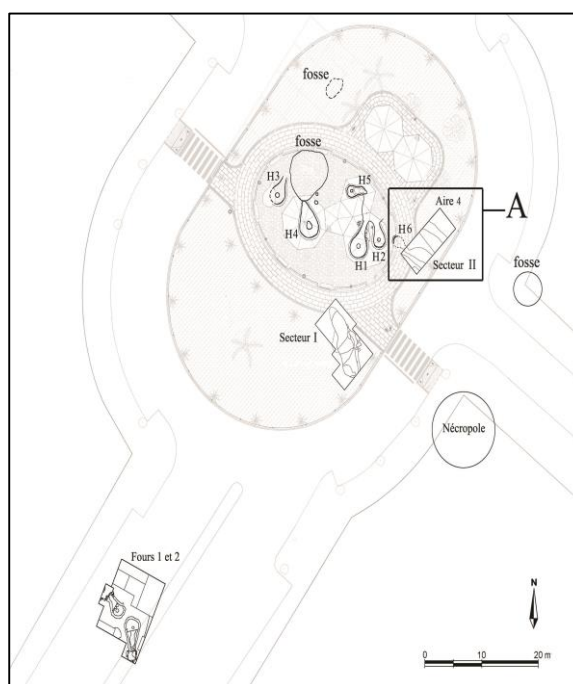 fosse
fosse
H3
H5
H4
H1
H2
H6
Aire 4
Secteur II
A
fosse
Secteur I
Nécropole
Fours 1 et 2
N
0 10 20 m